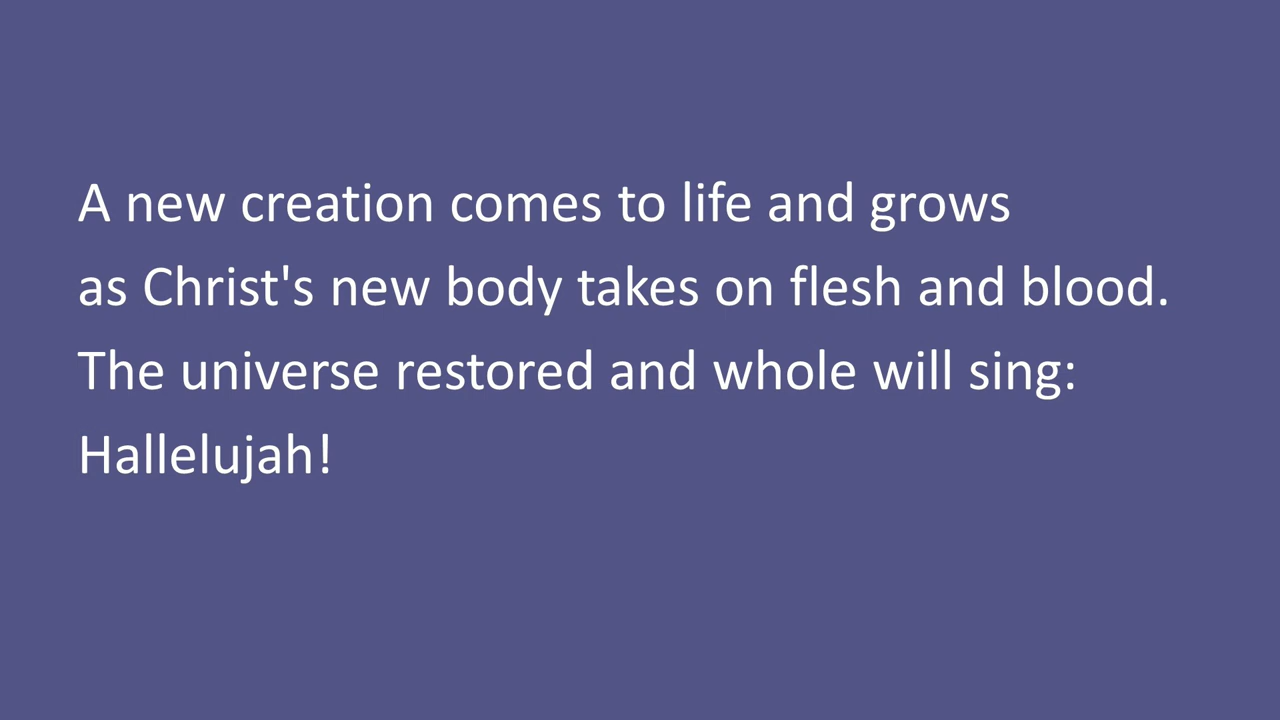 A new creation comes to life and grows
as Christ's new body takes on flesh and blood.
The universe restored and whole will sing:
Hallelujah!